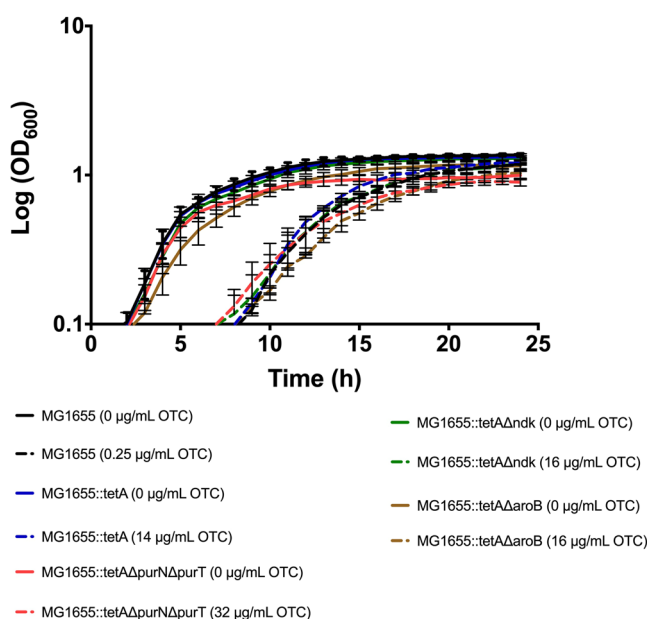 10
1
0.1
Log (OD600)
0 5 10 15 20 25
Time (h)
MG1655 (0 µg/mL OTC)
MG1655 (0.25 µg/mL OTC)
MG1655::tetA (0 µg/mL OTC)
MG1655::tetA (14 µg/mL OTC)
MG1655::tetAΔpurNΔpurT (0 µg/mL OTC)
MG1655::tetAΔpurNΔpurT (32 µg/mL OTC)
MG1655::tetAΔndk (0 µg/mL OTC)
MG1655::tetAΔndk (16 µg/mL OTC)
MG1655::tetAΔaroB (0 µg/mL OTC)
MG1655::tetAΔaroB (16 µg/mL OTC)